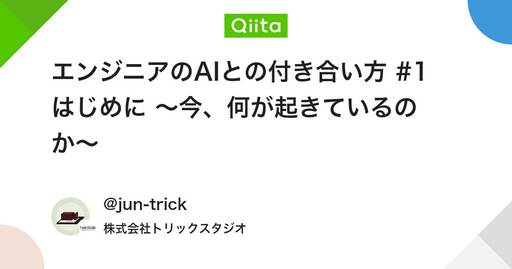 Qiita
エンジニアのAIとの付き合い方 #1
はじめに 〜今、何が起きているの
か〜
@jun-trick
株式会社トリックスタジオ